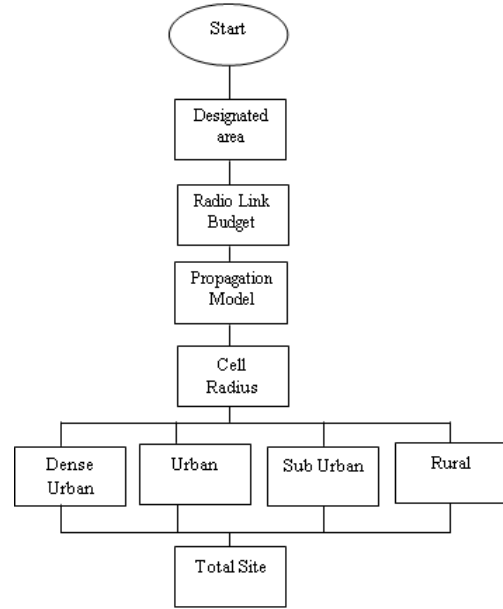 Start
Designated
area
Radio Link
Budget
Propagation
Model
Cell
Radius
Dense
Urban
Urban
Sub Urban
Rural
Total Site